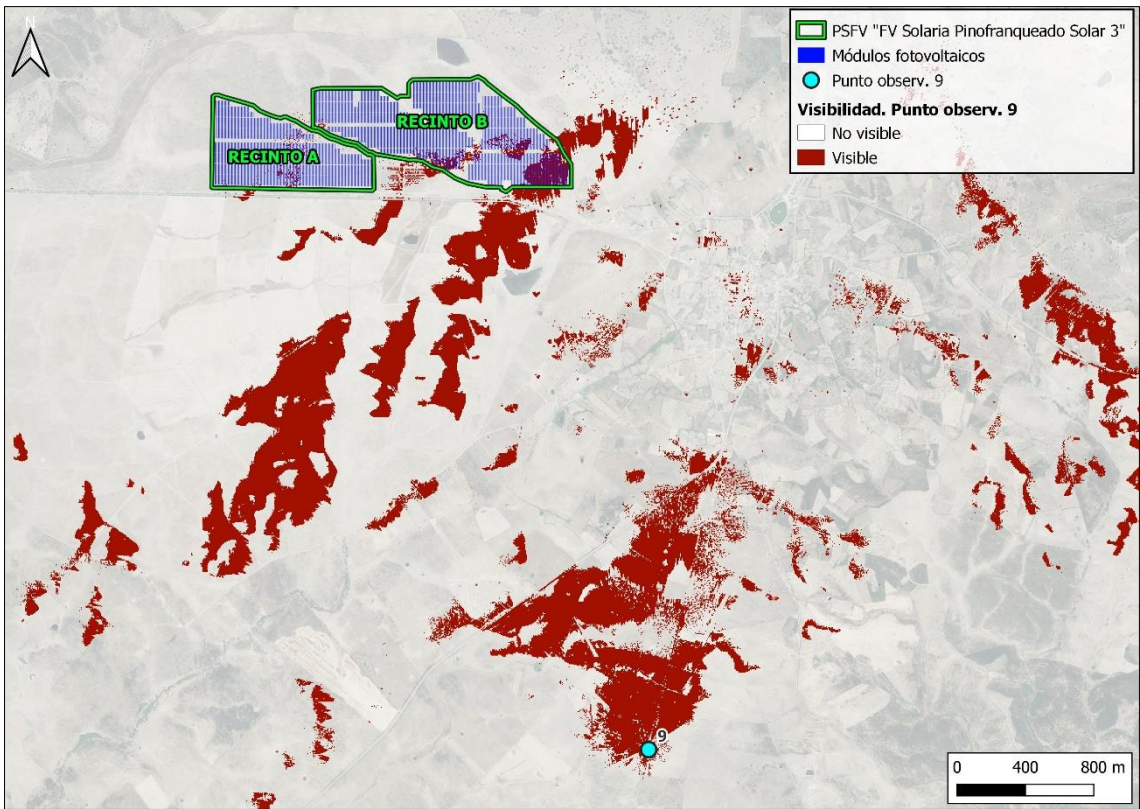 N
PSFV "FV Solaria Pinofranqueado Solar 3"
Módulos fotovoltaicos
Punto observ. 9
Visibilidad. Punto observ. 9
No visible
Visible
RECINTO B
RECINTO A
9
0 400 800 m